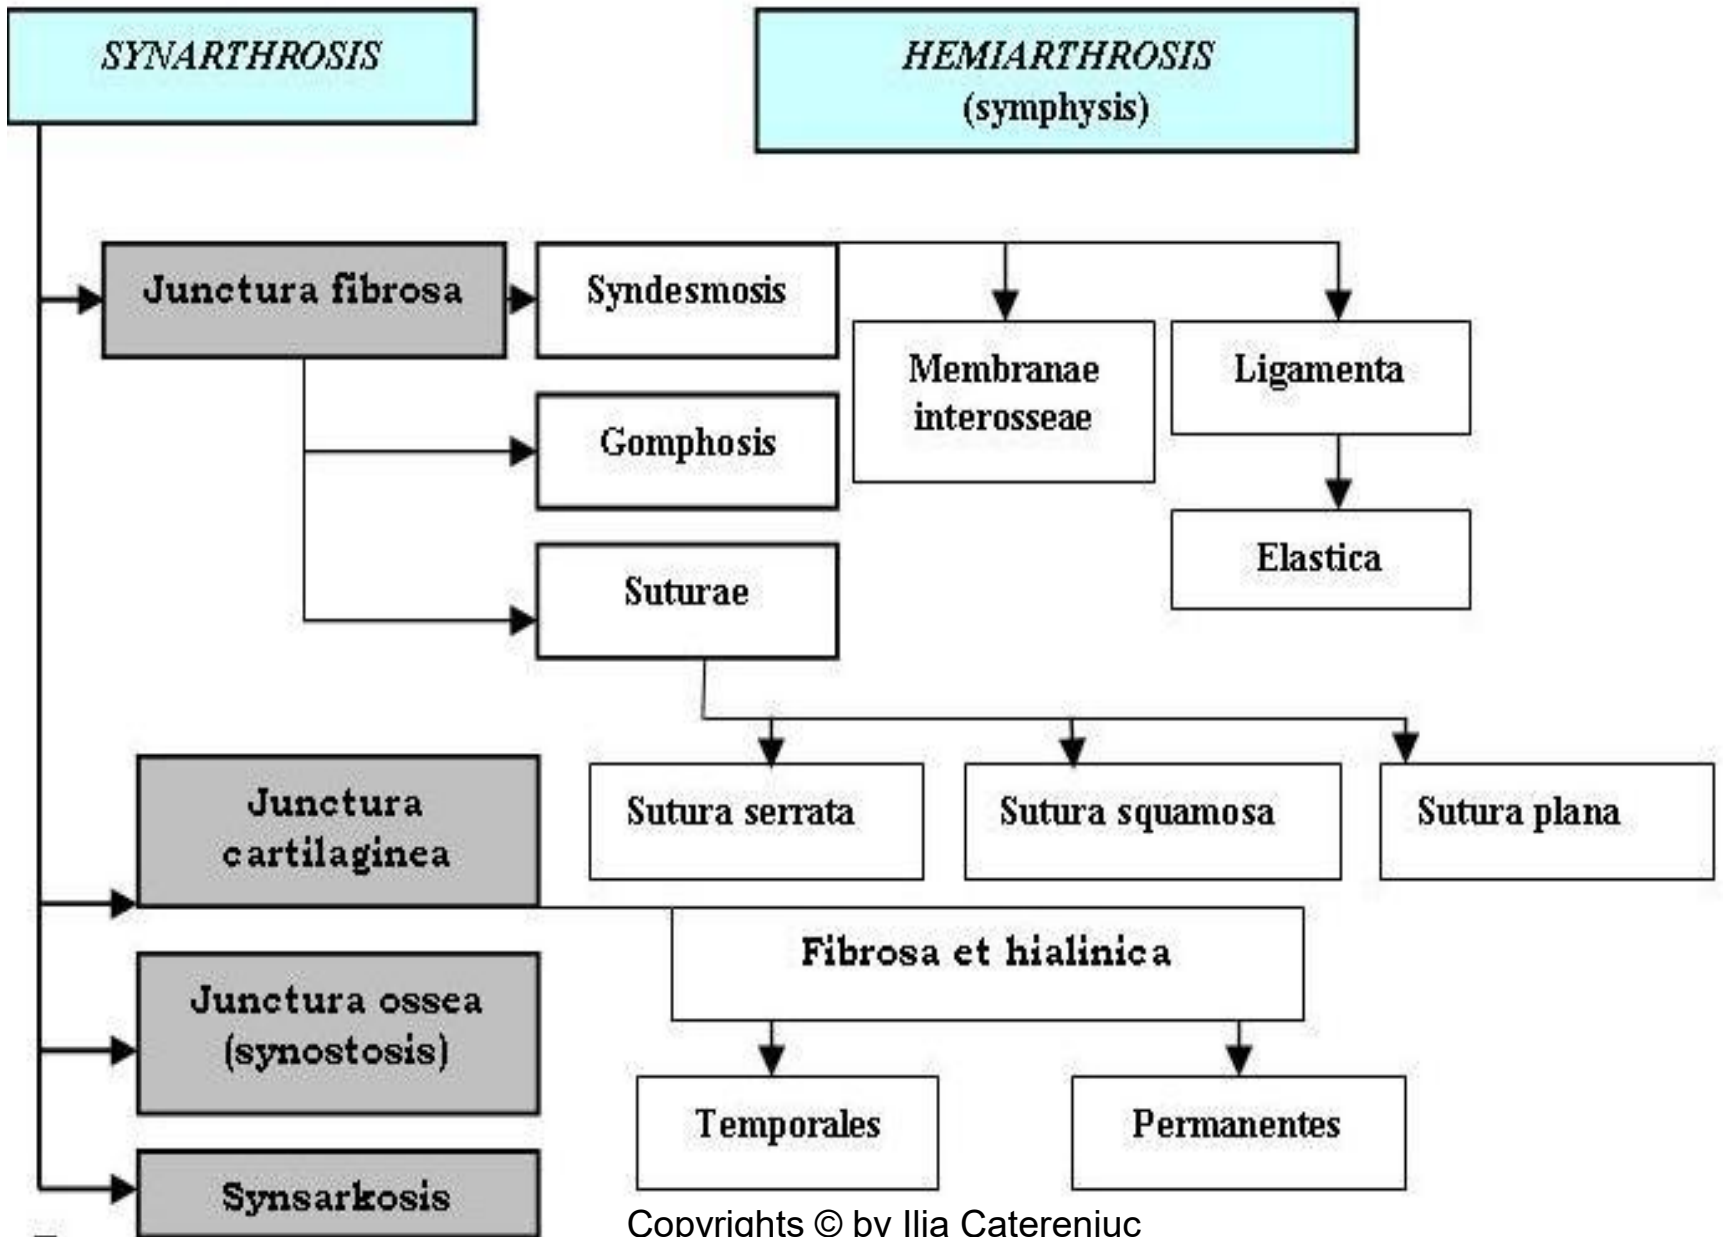 SYNARTHROSIS
HEMIARTHROSIS
(symphysis)
Junctura fibrosa
Syndesmosis
Membranae
interosseae
Ligamenta
Gomphosis
Elastica
Suturae
Junctura
cartilaginea
Sutura serrata
Sutura squamosa
Sutura plana
Fibrosa et hialinica
Junctura ossea
(synostosis)
Temporales
Permanentes
Synsarkosis
Copyrights © by Ilia Catereniuc